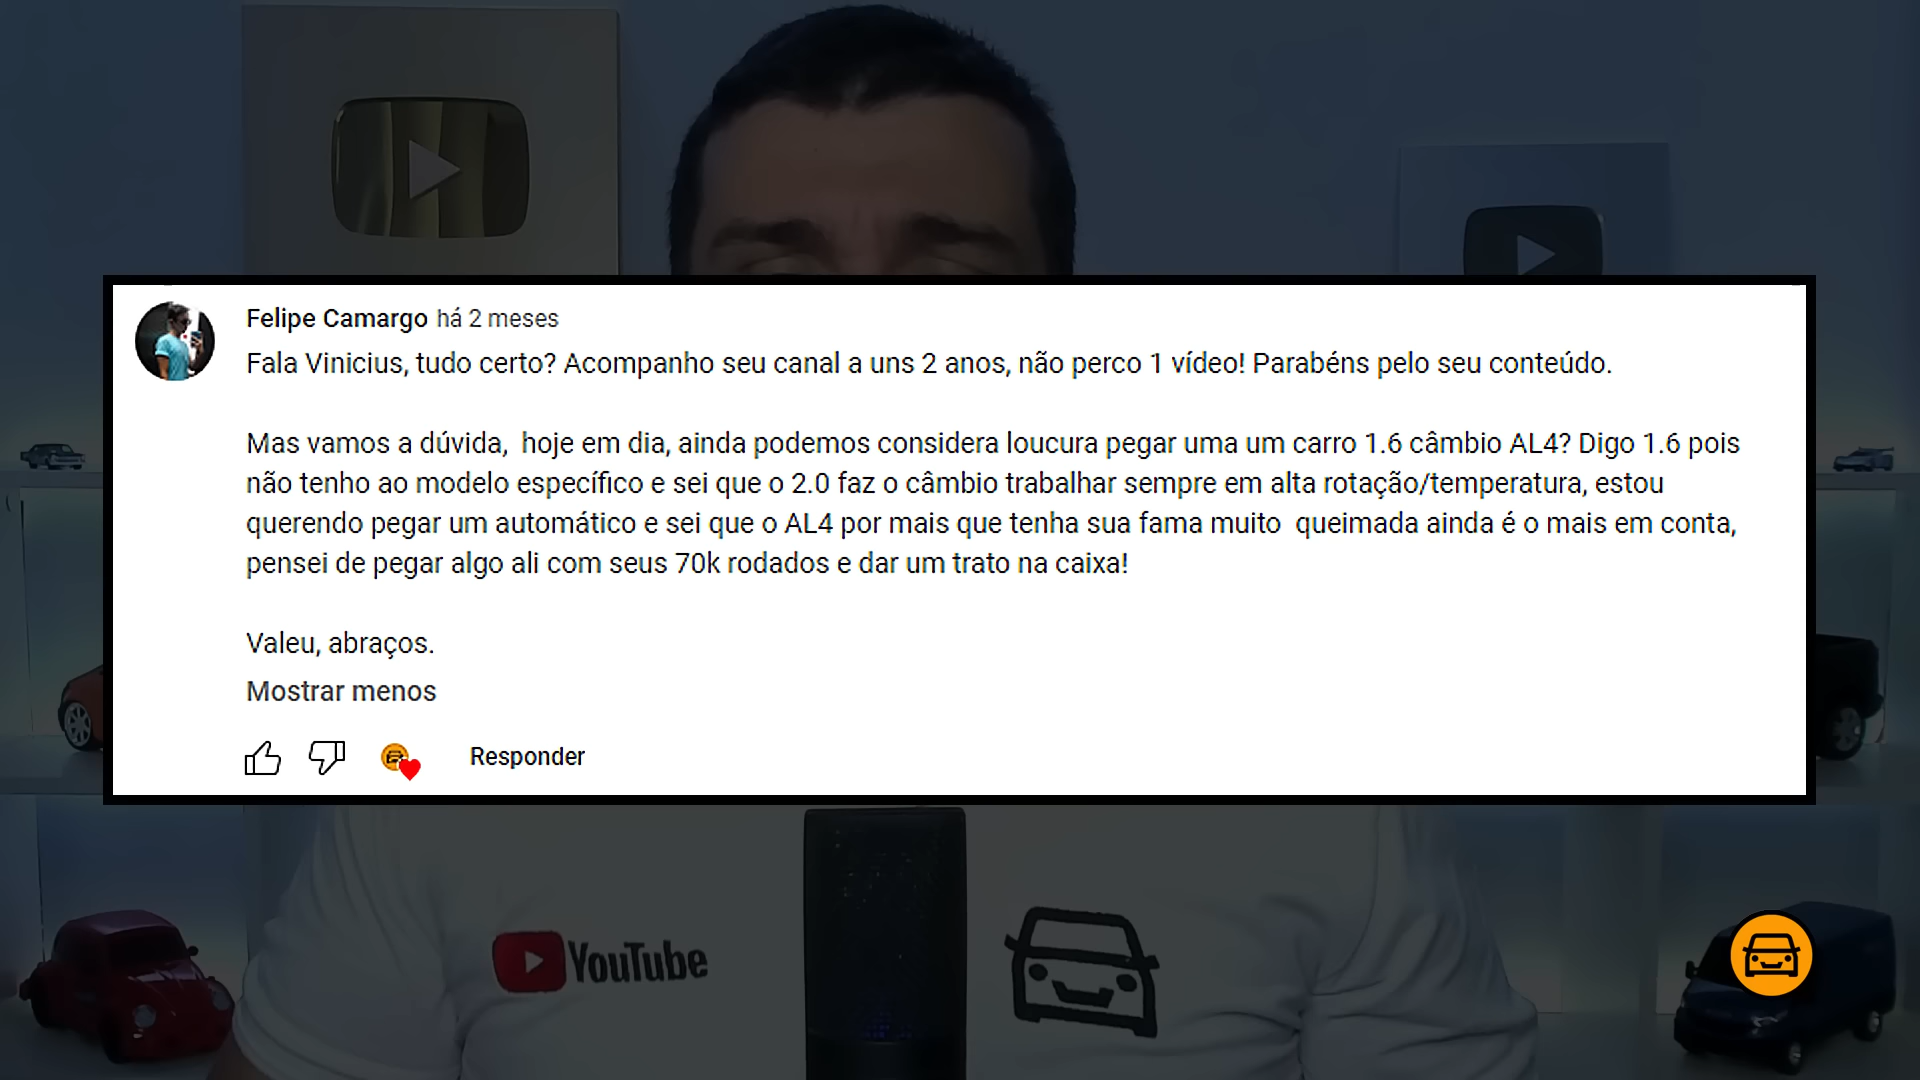 Felipe Camargo há 2 meses
Fala Vinicius, tudo certo? Acompanho seu canal a uns 2 anos, não perco 1 vídeo! Parabéns pelo seu conteúdo.
Mas vamos a dúvida,  hoje em dia, ainda podemos considera loucura pegar uma um carro 1.6 câmbio AL4? Digo 1.6 pois
não tenho ao modelo específico e sei que o 2.0 faz o câmbio trabalhar sempre em alta rotação/temperatura, estou
querendo pegar um automático e sei que o AL4 por mais que tenha sua fama muito  queimada ainda é o mais em conta,
pensei de pegar algo ali com seus 70k rodados e dar um trato na caixa!
Valeu, abraços.
Mostrar menos
Responder
YouTube